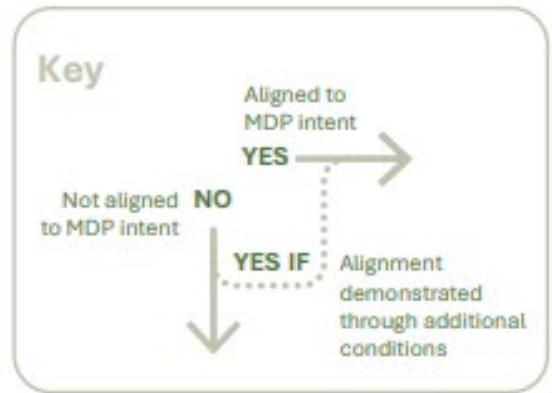 Key
Aligned to
MDP intent
YES
Not aligned NO
to MDP intent
YES IF Alignment
demonstrated
through additional
conditions